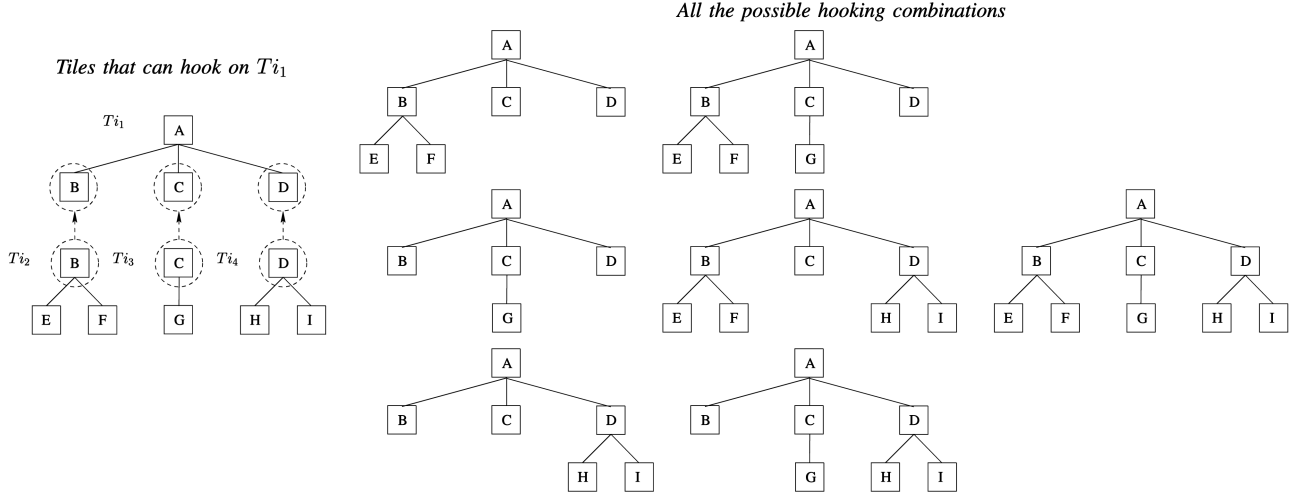 All the possible hooking combinations
Tiles that can hook on Ti1
Ti1
A
B C D
Ti2 B Ti3 C Ti4 D
E F G H I
A
B C D
E F
A
B C D
E F G
A
B C D
G
A
B C D
E F H I
A
B C D
E F G H I
A
B C D
H I
A
B C D
G H I